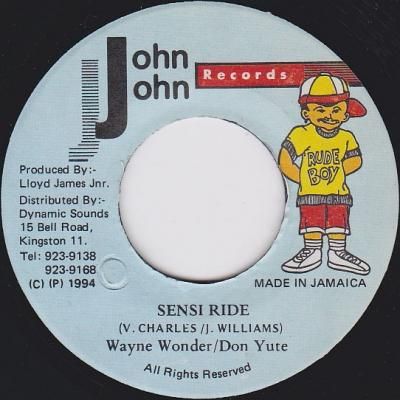 John
John
Records
RUDE
BOY
Produced By:-
Lloyd James Jnr.
Distributed By:-
Dynamic Sounds
15 Bell Road,
Kingston 11.
Tel: 923-9138
923-9168
(C) (P) 1994
MADE IN JAMAICA
SENSI RIDE
(V. CHARLES /J. WILLIAMS)
Wayne Wonder/Don Yute
All Rights Reserved